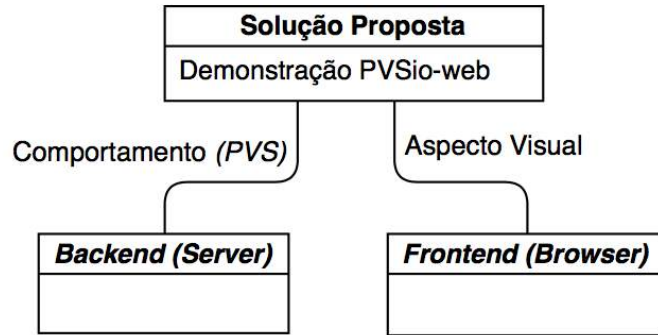 Solução Proposta
Demonstração PVSio-web
Comportamento (PVS)
Aspecto Visual
Backend (Server)
Frontend (Browser)